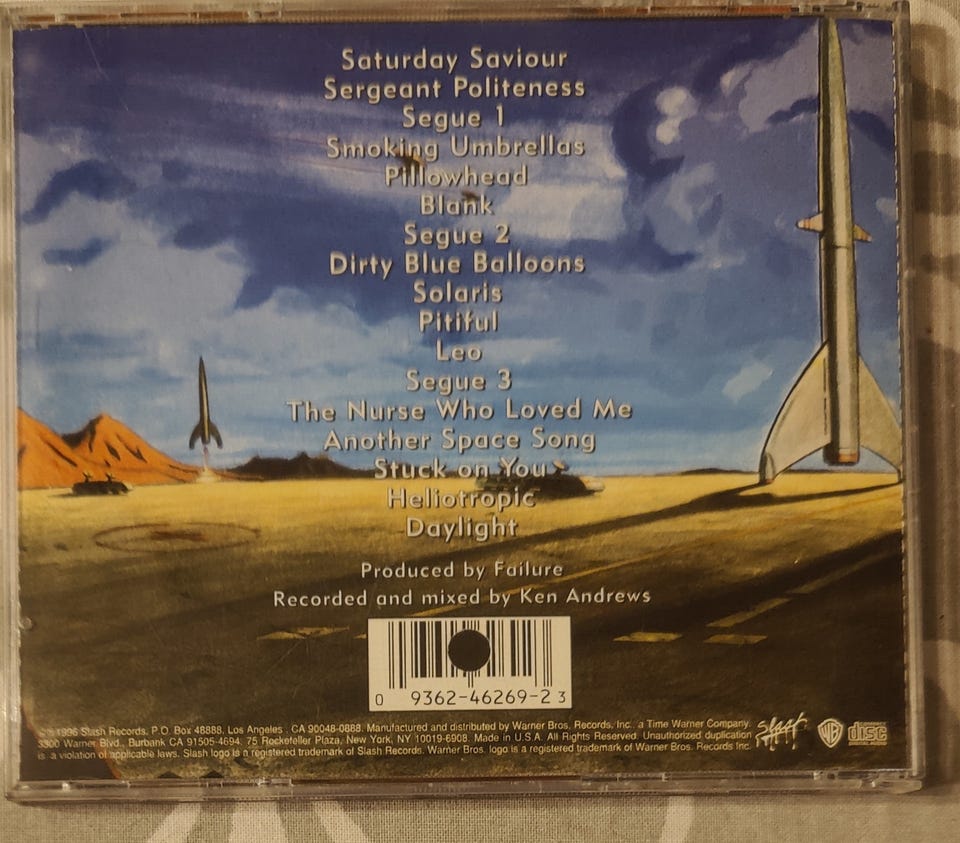 Saturday Saviour
Sergeant Politeness
Segue 1
Smoking Umbrellas
Pillowhead
Blank
Segue 2
Dirty Blue Balloons
Solaris
Pitiful
Leo
Segue 3
The Nurse Who Loved Me
Another Space Song
Stuck on You
Heliotropic
Daylight
Produced by Failure
Recorded and mixed by Ken Andrews
0 9362-46269-2 3
1996 Slash Records. P.O. Box 48888, Los Angeles CA 90048-0888. Manufactured and distributed by Warner Bros. Records, Inc. a Time Warner Company.
3300 Warner Blvd., Burbank CA 91505-4694. 75 Rockefeller Plaza, New York, NY 10019-6908. Made in U.S.A. All Rights Reserved. Unauthorized duplication
is a violation of applicable laws. Slash logo is a registered trademark of Slash Records. Warner Bros. logo is a registered trademark of Warner Bros. Records Inc.
Slash
WB
COMPACT
disc
DIGITAL AUDIO